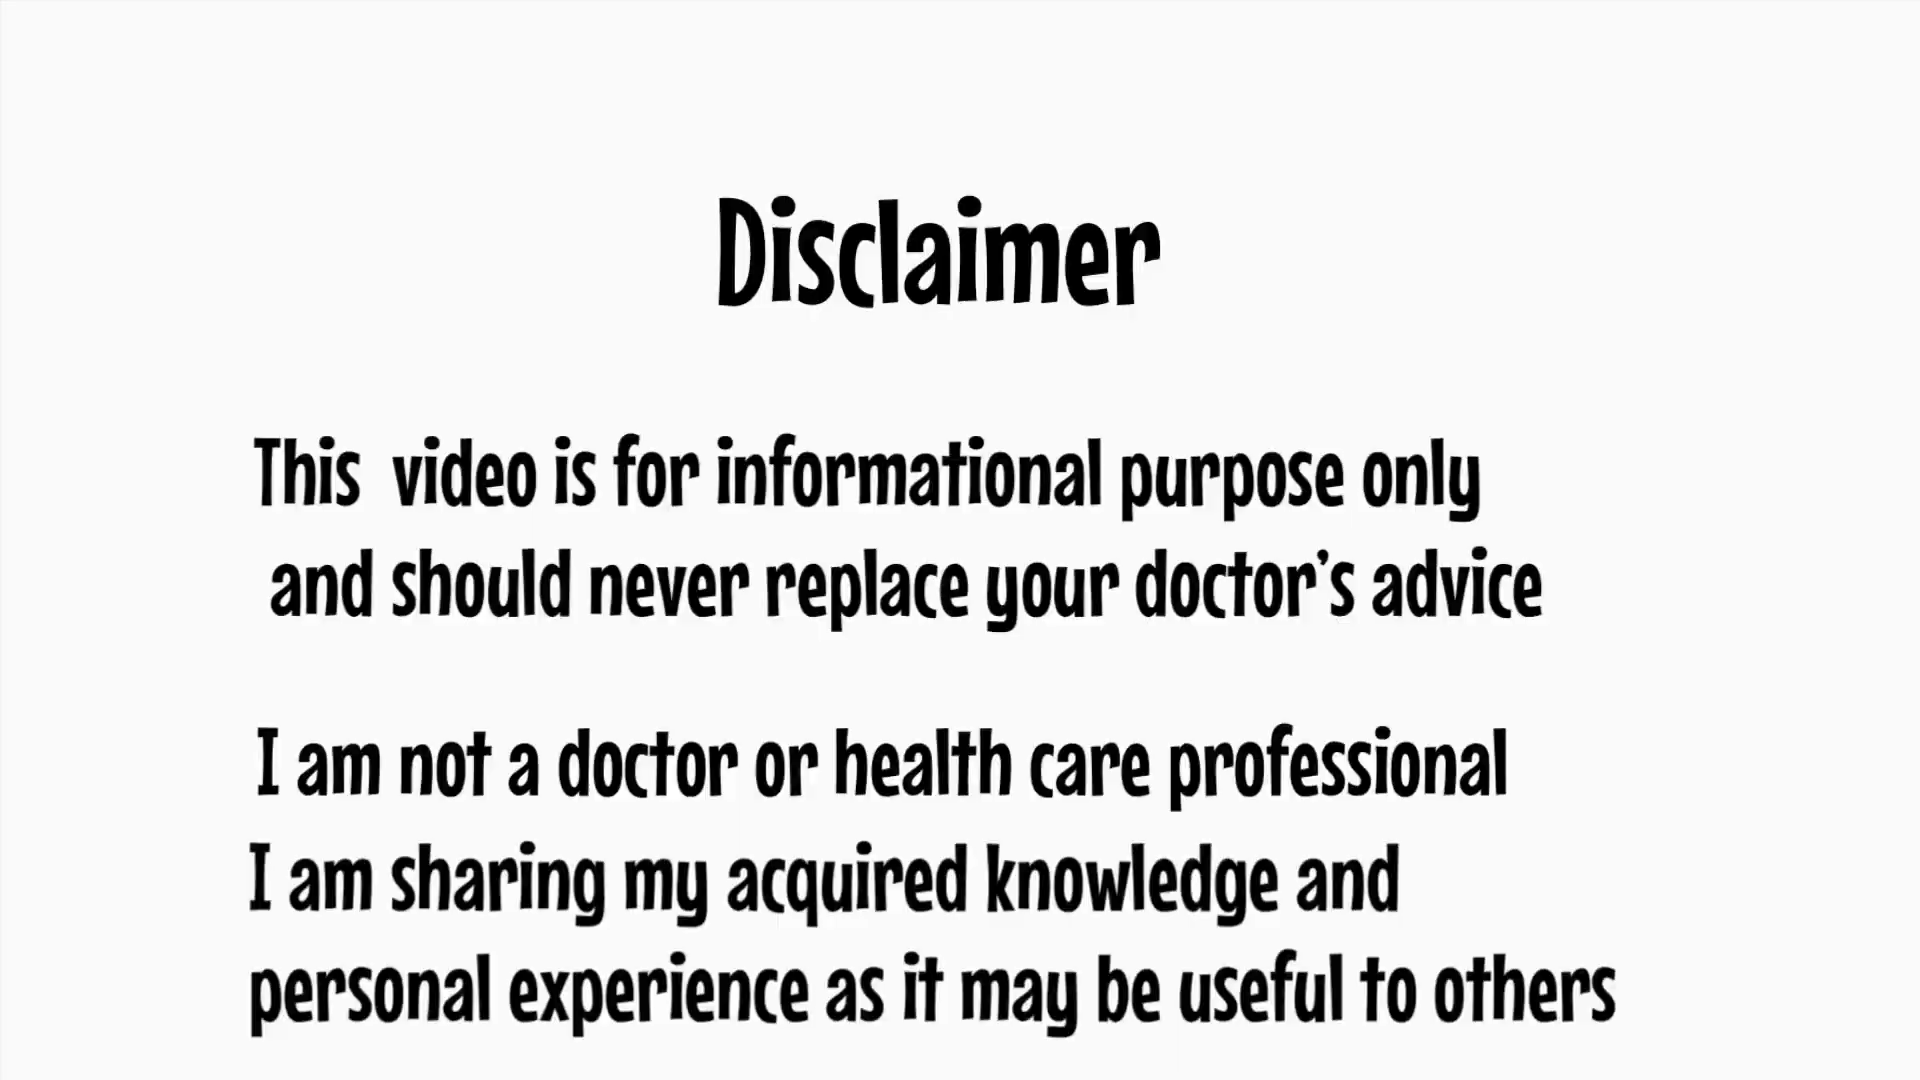 Disclaimer
This video is for informational purpose only
and should never replace your doctor's advice
I am not a doctor or health care professional
I am sharing my acquired knowledge and
personal experience as it may be useful to others